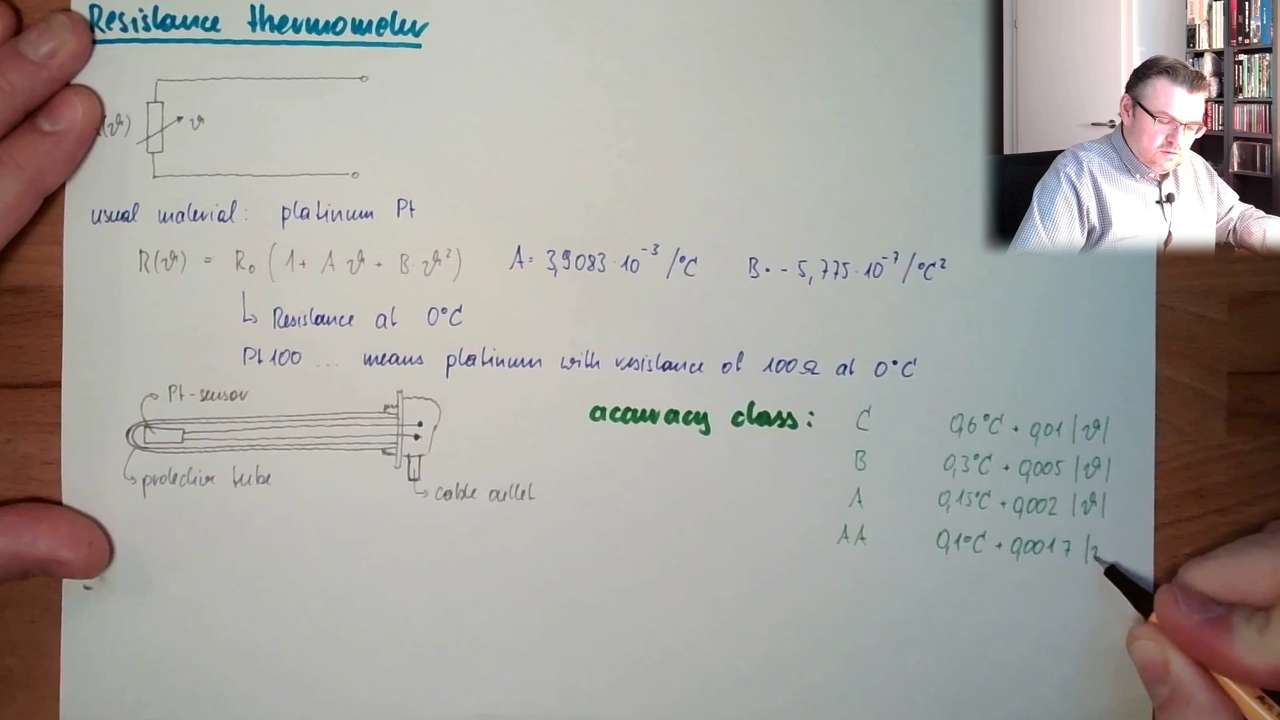 Resistance thermometer
(ϑ) ϑ
usual material: platinum Pt
R(ϑ) = R₀ (1 + A ϑ + B·ϑ²) A = 3,9083·10⁻³ /°C B = -5,775·10⁻⁷ /°C²
↳ Resistance at 0°C
Pt100 ... means platinum with resistance of 100Ω at 0°C
Pt-sensor
protective tube
cable outlet
accuracy class: C 0,6°C + 0,01 |ϑ|
B 0,3°C + 0,005 |ϑ|
A 0,15°C + 0,002 |ϑ|
AA 0,1°C + 0,0017 |